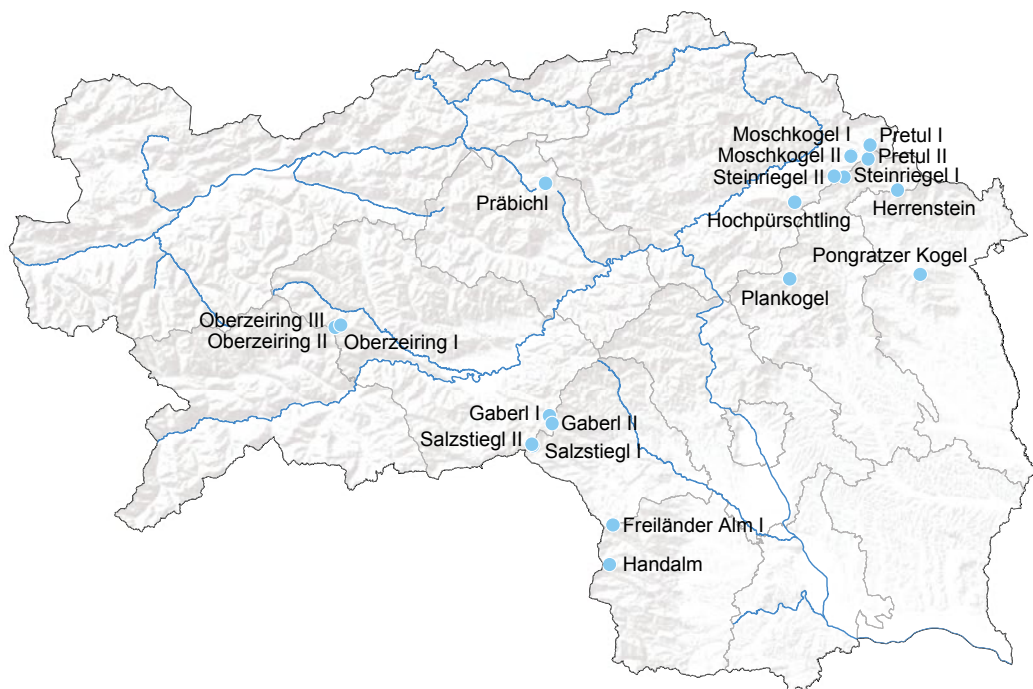 Moschkogel I
Pretul I
Moschkogel II
Pretul II
Steinriegel II
Steinriegel I
Präbichl
Herrenstein
Hochpürschtling
Pongratzer Kogel
Plankogel
Oberzeiring III
Oberzeiring II
Oberzeiring I
Gaberl I
Gaberl II
Salzstiegl II
Salzstiegl I
Freiländer Alm I
Handalm